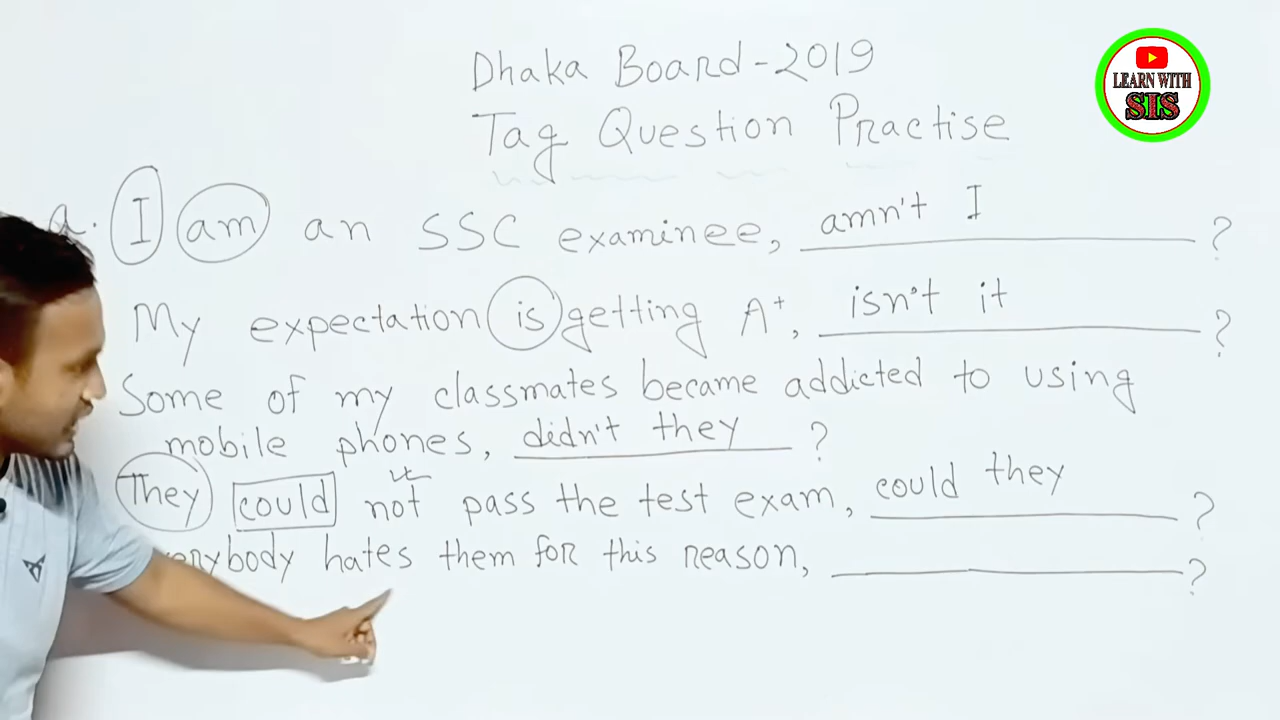 Dhaka Board-2019
LEARN WITH
SIS
Tag Question Practise
a. I am an SSC examinee, amn't I ?
My expectation is getting A+, isn't it ?
Some of my classmates became addicted to using
mobile phones, didn't they ?
They could not pass the test exam, could they ?
hates them for this reason, ?